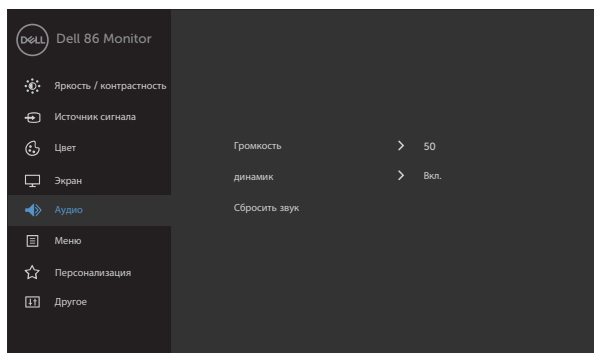 DELL
Dell 86 Monitor
Яркость / контрастность
Источник сигнала
Цвет
Экран
Аудио
Меню
Персонализация
Другое
Громкость 50
динамик Вкл.
Сбросить звук